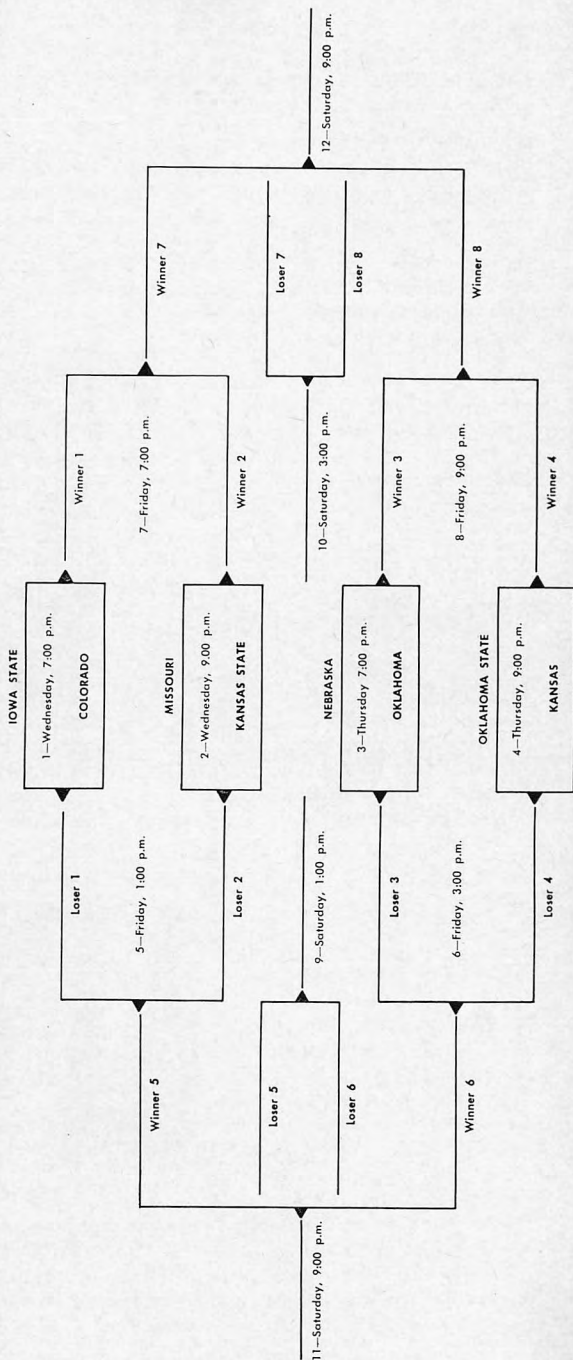 IOWA STATE
1—Wednesday, 7:00 p.m.
COLORADO
MISSOURI
2—Wednesday, 9.00 p.m.
KANSAS STATE
NEBRASKA
3—Thursday 7:00 p.m.
OKLAHOMA
OKLAHOMA STATE
4—Thursday, 9:00 p.m.
KANSAS
Loser 1
5—Friday, 1:00 p.m.
Loser 2
9—Saturday, 1:00 p.m.
Loser 3
6—Friday, 3:00 p.m.
Loser 4
Winner 5
Loser 5
Loser 6
Winner 6
11—Saturday, 9:00 p.m.
Winner 1
7—Friday, 7:00 p.m.
Winner 2
10—Saturday, 3:00 p.m.
Winner 3
8—Friday, 9:00 p.m.
Winner 4
Winner 7
Loser 7
Loser 8
Winner 8
12—Saturday, 9:00 p.m.